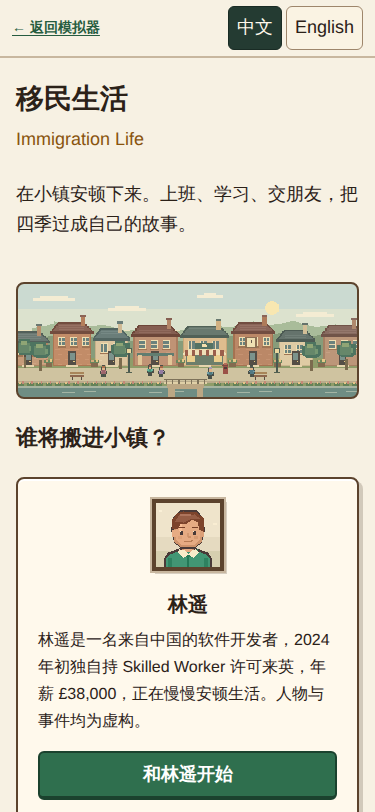 ← 返回模拟器
中文
English
移民生活
Immigration Life
在小镇安顿下来。上班、学习、交朋友，把
四季过成自己的故事。
谁将搬进小镇？
林遥
林遥是一名来自中国的软件开发者，2024
年初独自持 Skilled Worker 许可来英，年
薪 £38,000，正在慢慢安顿生活。人物与
事件均为虚构。
和林遥开始